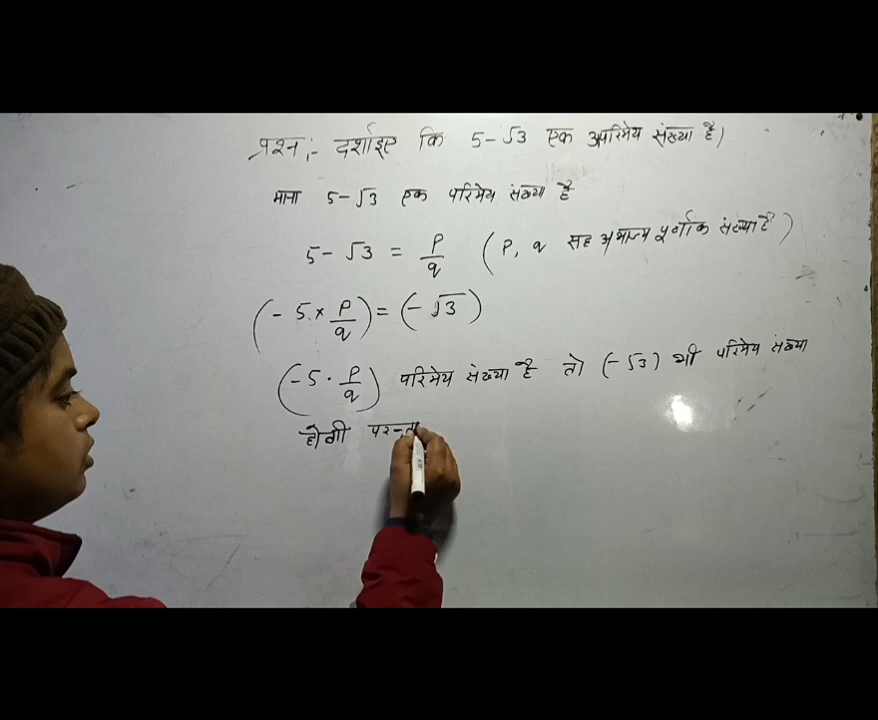 प्रश्न:- दर्शाइए कि 5-√3 एक अपरिमेय संख्या है।
माना 5-√3 एक परिमेय संख्या है
5-√3 = P/q (P, q सह अभाज्य पूर्णांक संख्या है)
(-5×P/q) = (-√3)
(-5·P/q) परिमेय संख्या है तो (-√3) भी परिमेय संख्या
होगी परन्तु